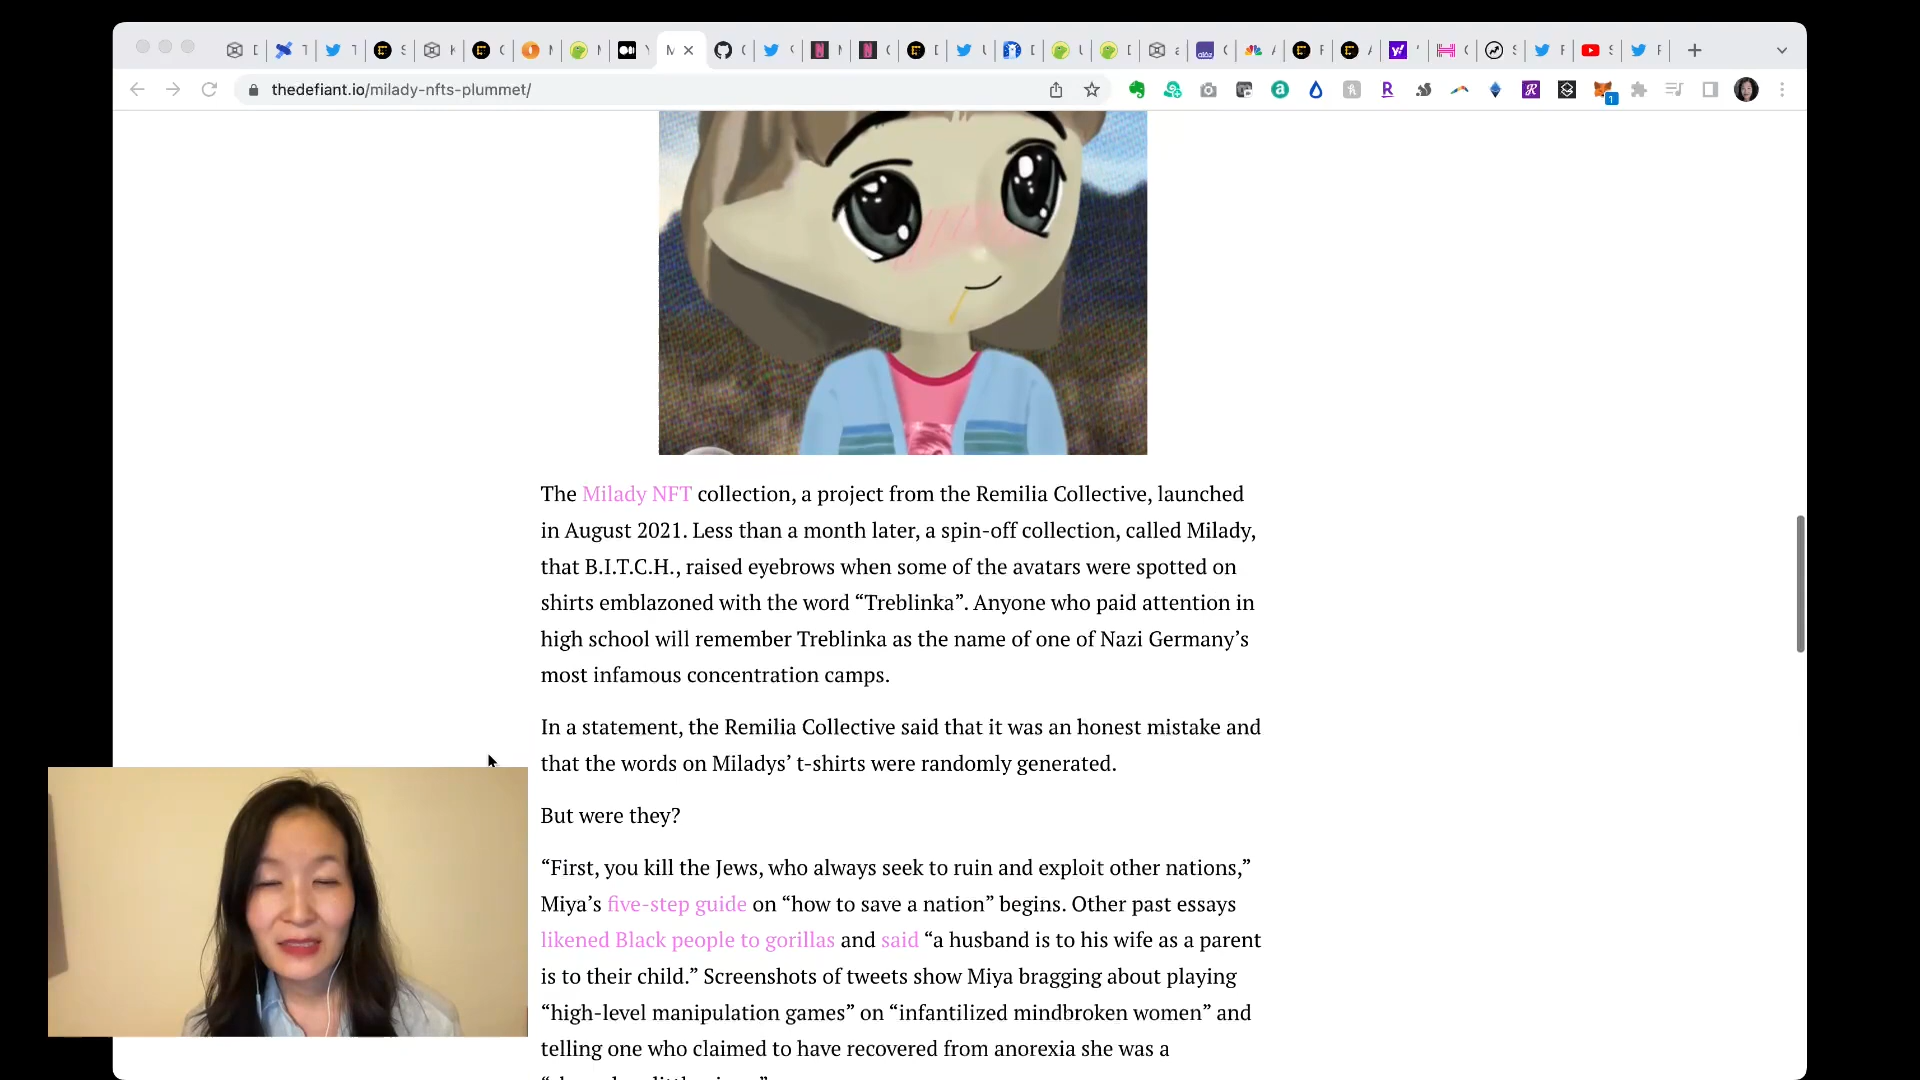 thedefiant.io/milady-nfts-plummet/
The Milady NFT collection, a project from the Remilia Collective, launched
in August 2021. Less than a month later, a spin-off collection, called Milady,
that B.I.T.C.H., raised eyebrows when some of the avatars were spotted on
shirts emblazoned with the word “Treblinka”. Anyone who paid attention in
high school will remember Treblinka as the name of one of Nazi Germany’s
most infamous concentration camps.
In a statement, the Remilia Collective said that it was an honest mistake and
that the words on Miladys’ t-shirts were randomly generated.
But were they?
“First, you kill the Jews, who always seek to ruin and exploit other nations,”
Miya’s five-step guide on “how to save a nation” begins. Other past essays
likened Black people to gorillas and said “a husband is to his wife as a parent
is to their child.” Screenshots of tweets show Miya bragging about playing
“high-level manipulation games” on “infantilized mindbroken women” and
telling one who claimed to have recovered from anorexia she was a